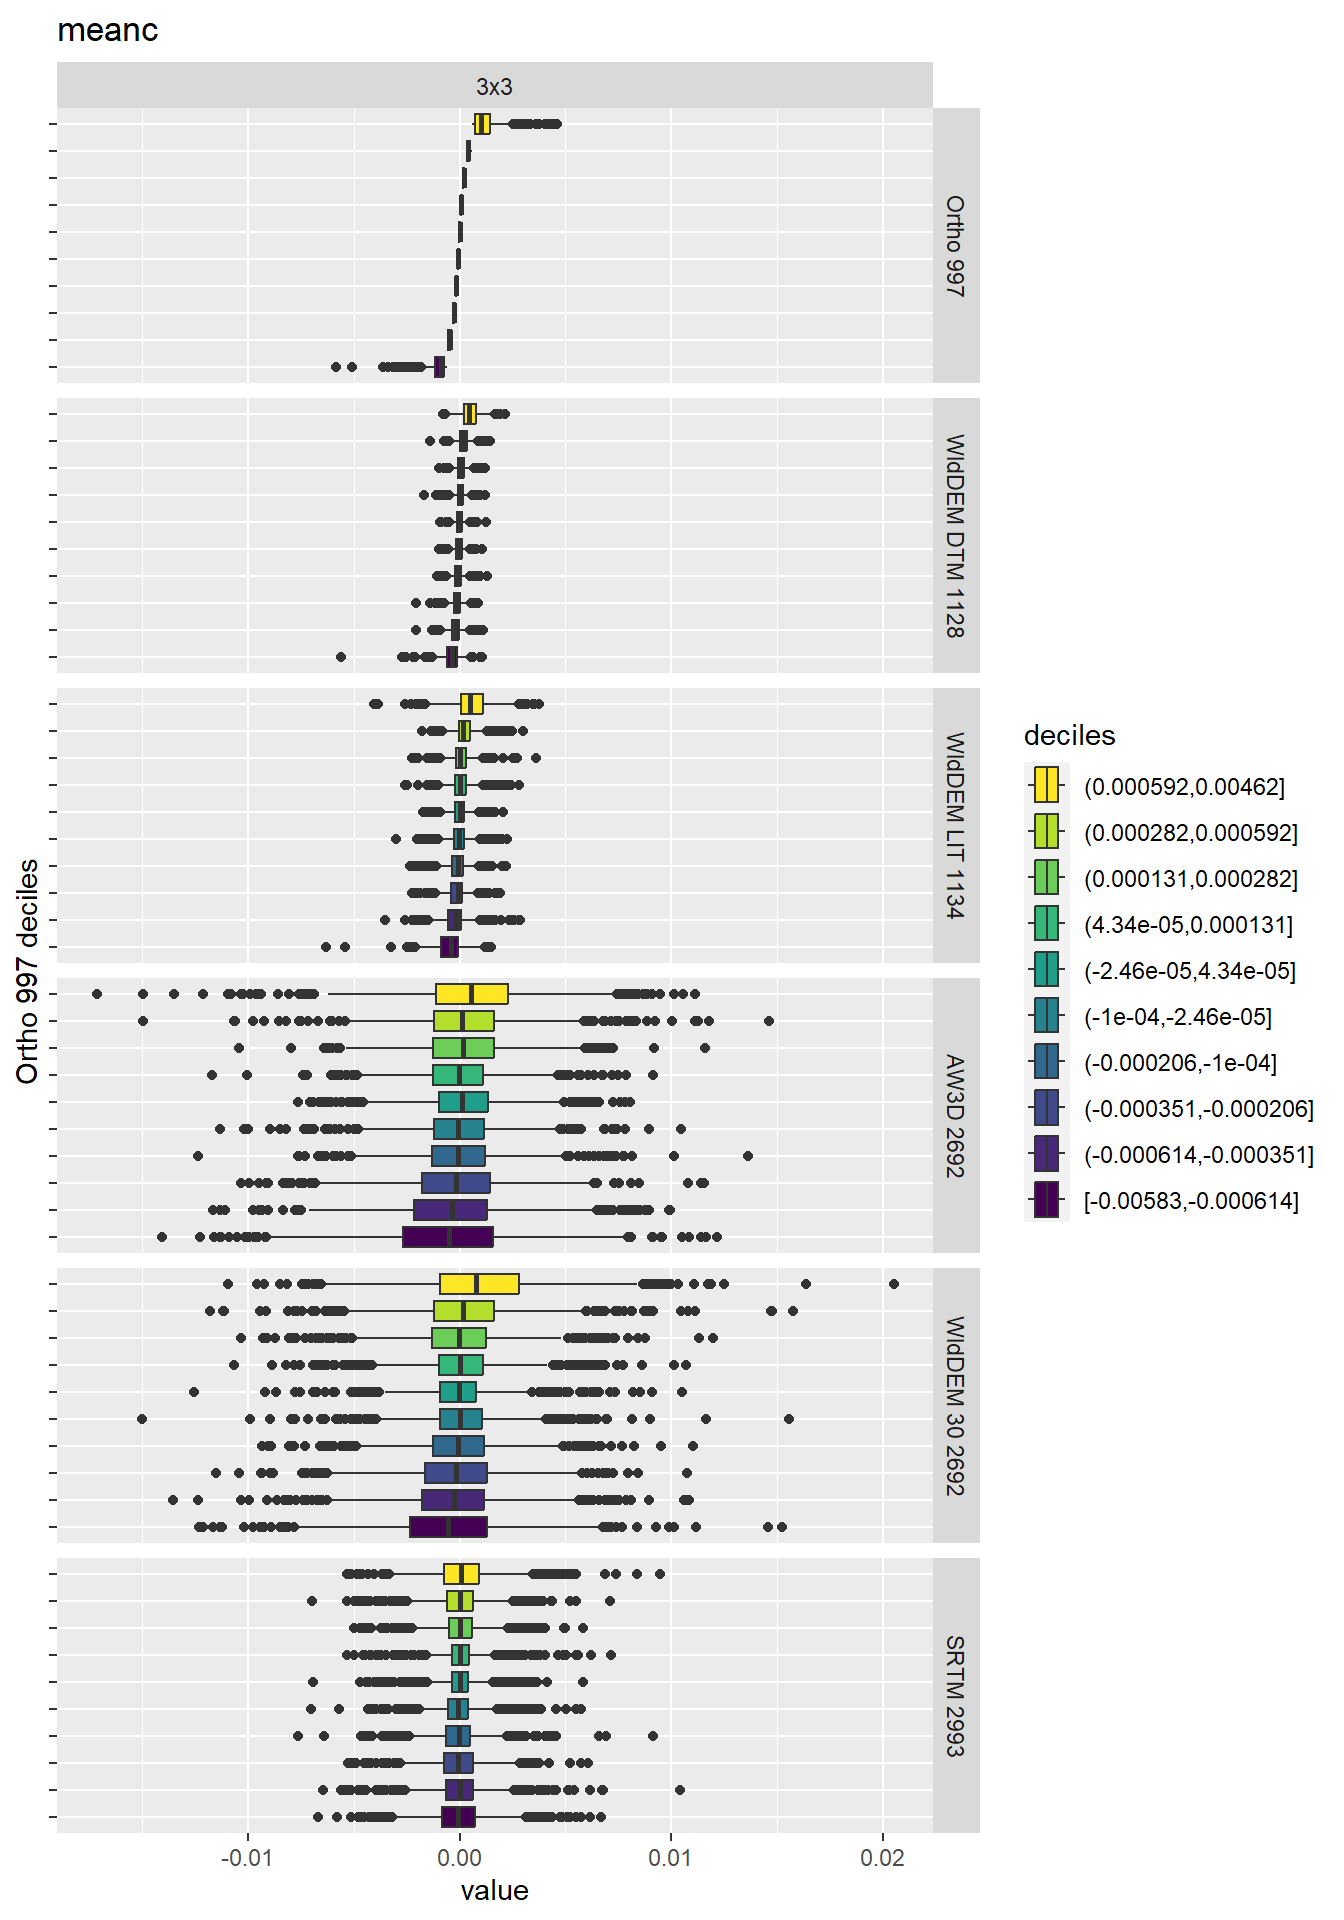 meanc
3x3
Ortho 997
WldDEM DTM 1128
WldDEM LIT 1134
AW3D 2692
WldDEM 30 2692
SRTM 2993
Ortho 997 deciles
-0.01
0.00
0.01
0.02
value
deciles
(0.000592,0.00462]
(0.000282,0.000592]
(0.000131,0.000282]
(4.34e-05,0.000131]
(-2.46e-05,4.34e-05]
(-1e-04,-2.46e-05]
(-0.000206,-1e-04]
(-0.000351,-0.000206]
(-0.000614,-0.000351]
[-0.00583,-0.000614]